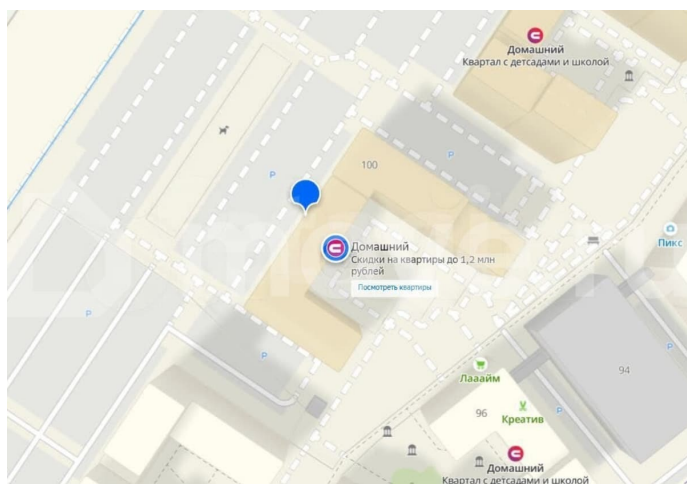 Домашний
Квартал с детсадами и школой
100
P
P
P
Домашний
Скидки на квартиры до 1,2 млн
рублей
Посмотреть квартиры
Пикс
P
P
P
Лааайм
94
96
Креатив
P
Домашний
Квартал с детсадами и школой